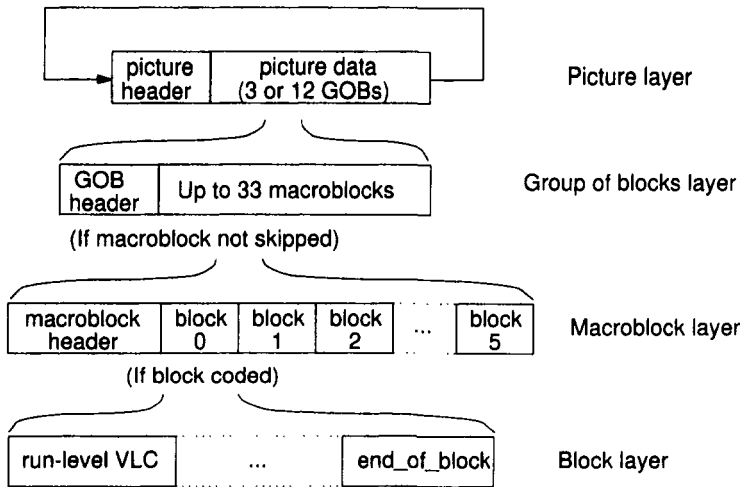 picture header
picture data (3 or 12 GOBs)
Picture layer
GOB header
Up to 33 macroblocks
Group of blocks layer
(If macroblock not skipped)
macroblock header
block 0
block 1
block 2
...
block 5
Macroblock layer
(If block coded)
run-level VLC
...
end_of_block
Block layer